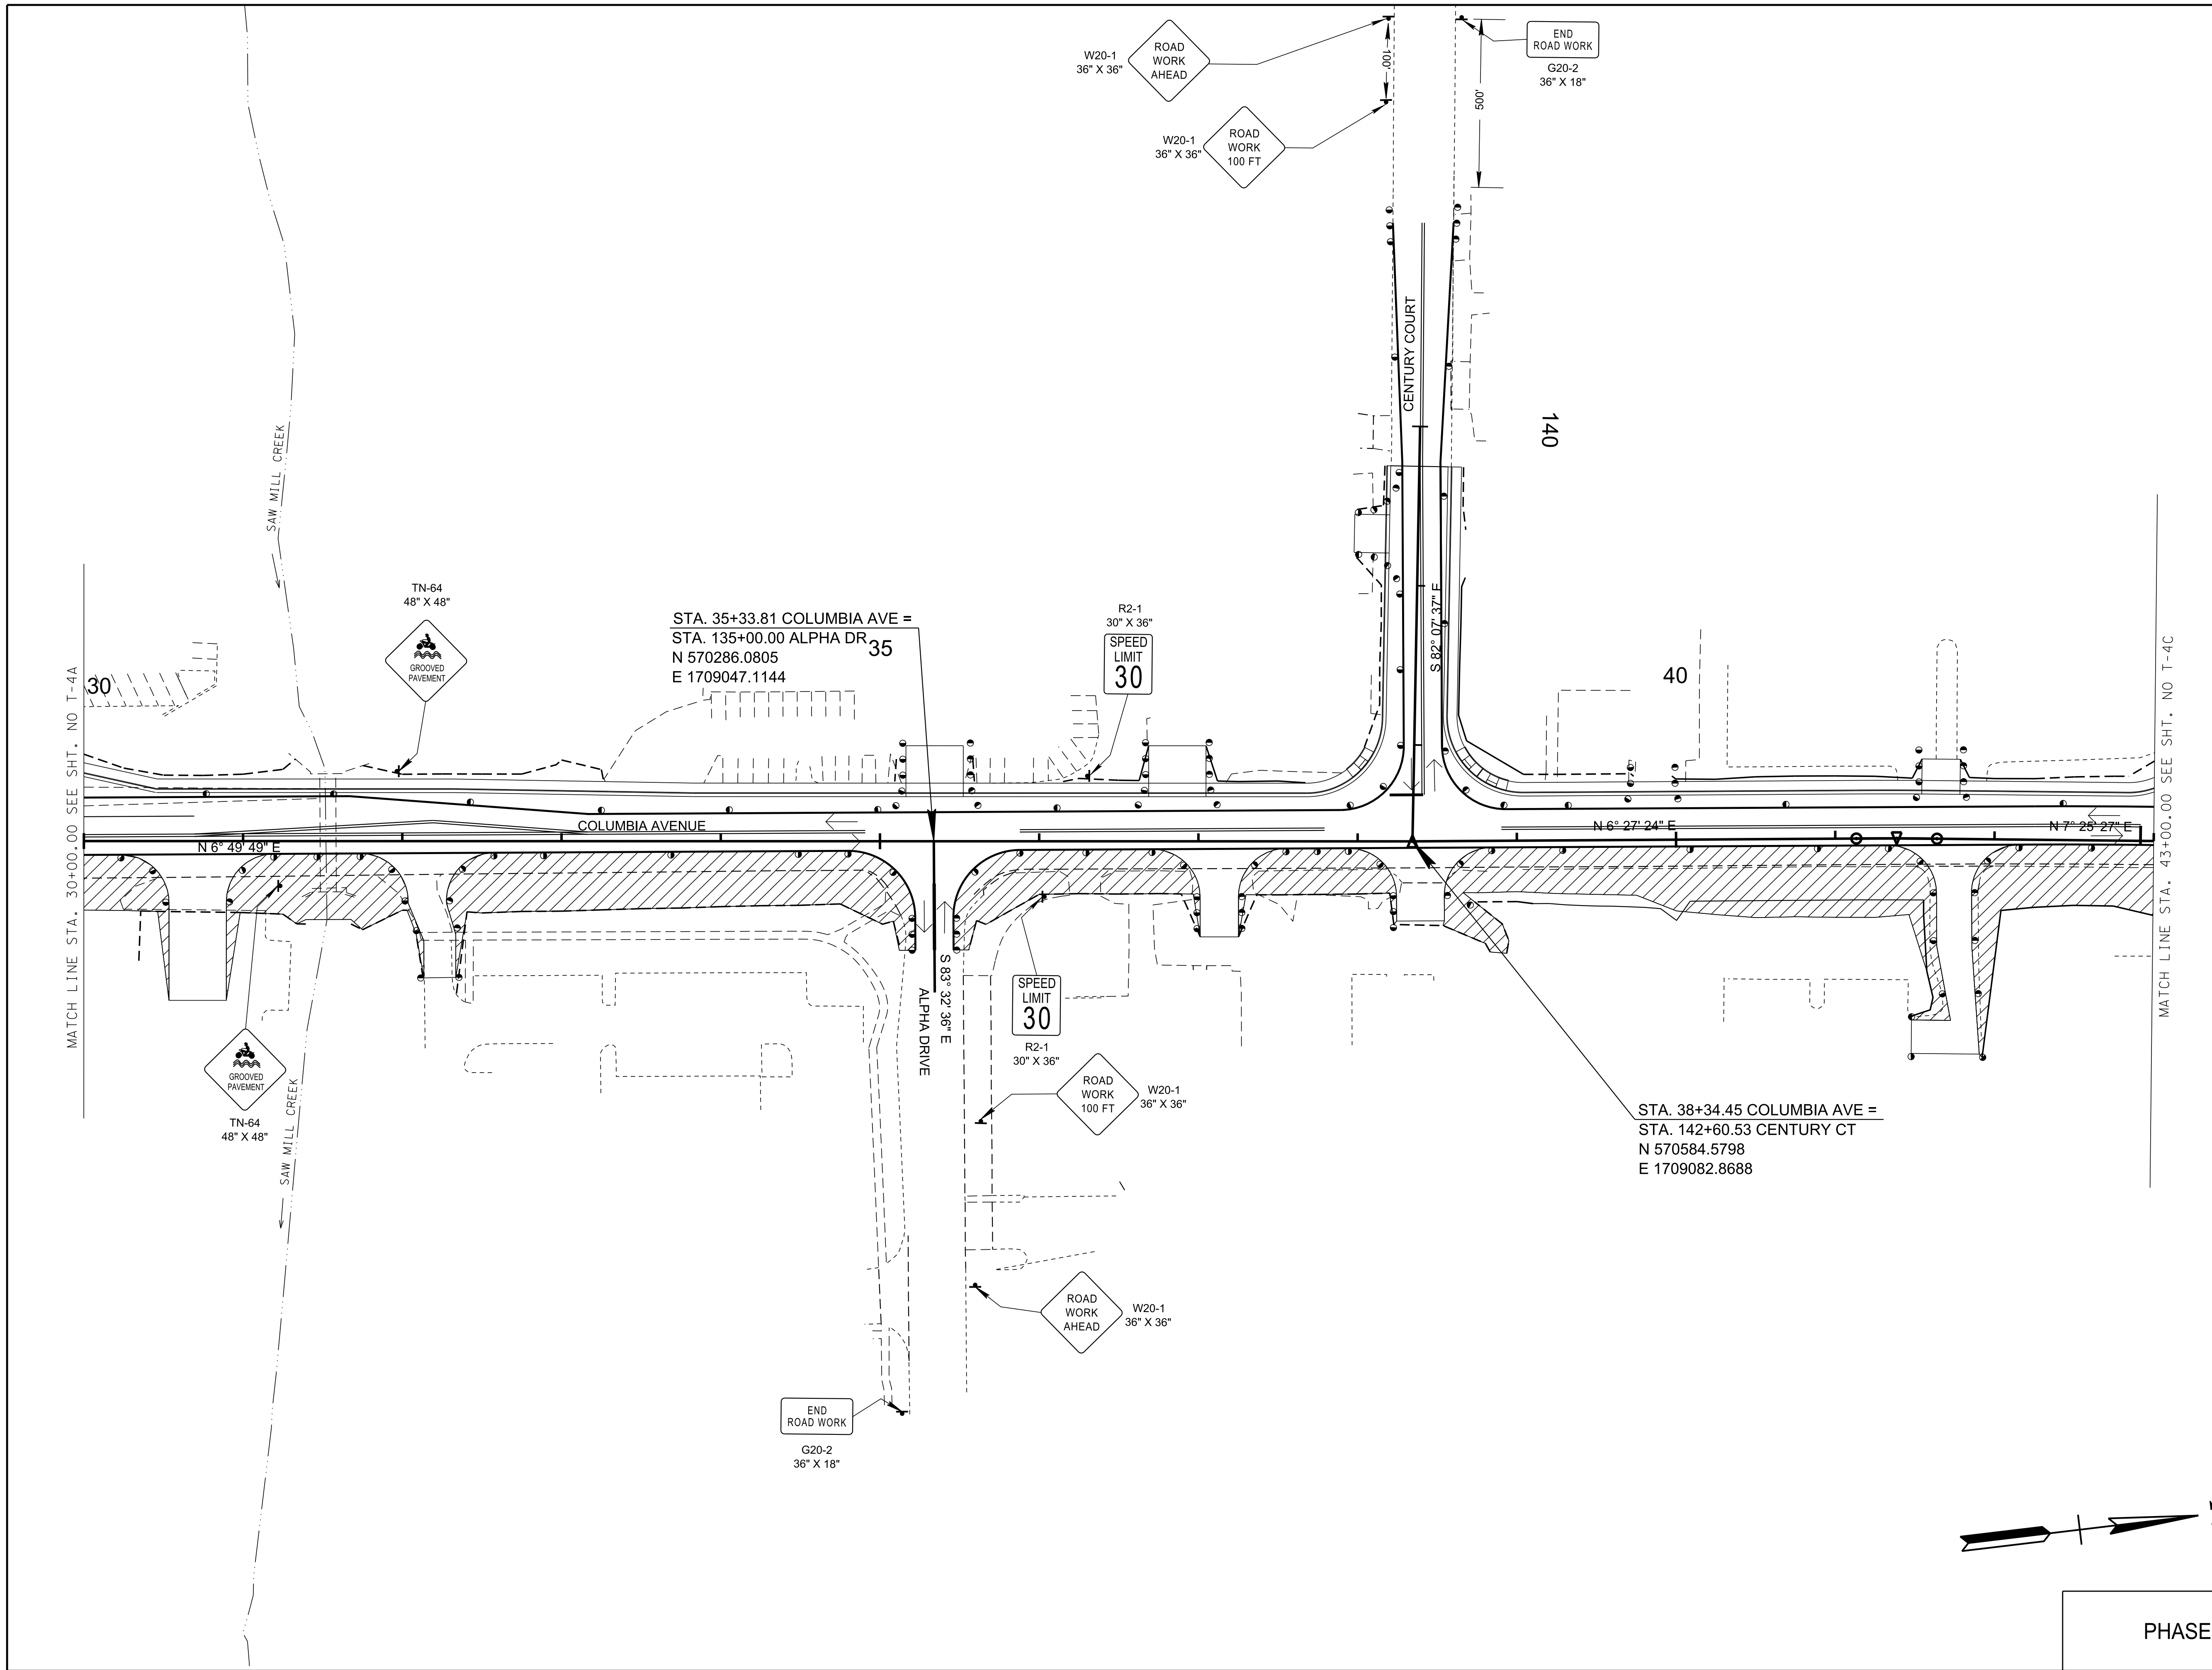 W20-1
36" X 36"
ROAD
WORK
AHEAD
100'
END
ROAD WORK
G20-2
36" X 18"
500'
W20-1
36" X 36"
ROAD
WORK
100 FT
CENTURY COURT
140
SAW MILL CREEK
S 82° 07' 37" E
TN-64
48" X 48"
GROOVED
PAVEMENT
STA. 35+33.81 COLUMBIA AVE =
STA. 135+00.00 ALPHA DR
N 570286.0805
E 1709047.1144
35
R2-1
30" X 36"
SPEED
LIMIT
30
40
30
MATCH LINE STA. 30+00.00 SEE SHT. NO T-4A
MATCH LINE STA. 43+00.00 SEE SHT. NO T-4C
COLUMBIA AVENUE
N 6° 49' 49" E
N 6° 27' 24" E
N 7° 25' 27" E
S 83° 32' 36" E
ALPHA DRIVE
SPEED
LIMIT
30
R2-1
30" X 36"
GROOVED
PAVEMENT
TN-64
48" X 48"
SAW MILL CREEK
ROAD
WORK
100 FT
W20-1
36" X 36"
STA. 38+34.45 COLUMBIA AVE =
STA. 142+60.53 CENTURY CT
N 570584.5798
E 1709082.8688
ROAD
WORK
AHEAD
W20-1
36" X 36"
END
ROAD WORK
G20-2
36" X 18"
PHASE